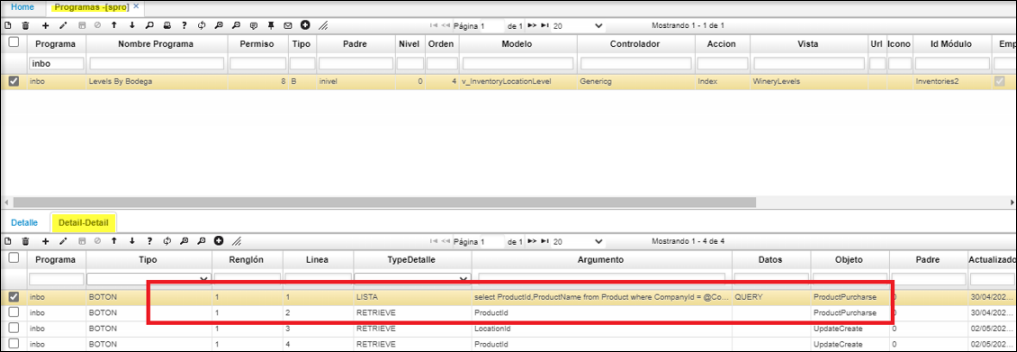 Home Programas -[spro] ×
Página 1 de 1 20 Mostrando 1 - 1 de 1
Programa Nombre Programa Permiso Tipo Padre Nivel Orden Modelo Controlador Accion Vista Url Icono Id Módulo Emp
inbo
inbo Levels By Bodega 8 B inivel 0 4 v_InventoryLocationLevel Genericg Index WineryLevels Inventories2
Detalle Detail-Detail
Página 1 de 1 20 Mostrando 1 - 4 de 4
Programa Tipo Renglón Linea TypeDetalle Argumento Datos Objeto Padre Actualizado
inbo BOTON 1 1 LISTA select ProductId,ProductName from Product where CompanyId = @Co... QUERY ProductPurcharse 0 30/04/202...
inbo BOTON 1 2 RETRIEVE ProductId ProductPurcharse 0 30/04/202...
inbo BOTON 1 3 RETRIEVE LocationId UpdateCreate 0 02/05/202...
inbo BOTON 1 4 RETRIEVE ProductId UpdateCreate 0 02/05/202...